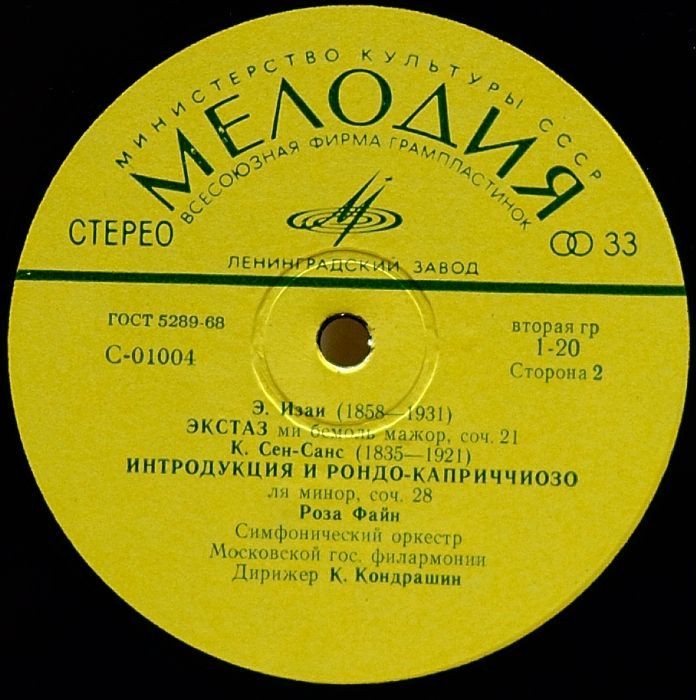 МИНИСТЕРСТВО КУЛЬТУРЫ СССР
МЕЛОДИЯ
ВСЕСОЮЗНАЯ ФИРМА ГРАМПЛАСТИНОК
СТЕРЕО
33
ЛЕНИНГРАДСКИЙ ЗАВОД
ГОСТ 5289-68
С-01004
вторая гр
1-20
Сторона 2
Э. Изаи (1858—1931)
ЭКСТАЗ ми бемоль мажор, соч. 21
К. Сен-Санс (1835—1921)
ИНТРОДУКЦИЯ И РОНДО-КАПРИЧЧИОЗО
ля минор, соч. 28
Роза Файн
Симфонический оркестр
Московской гос. филармонии
Дирижер К. Кондрашин